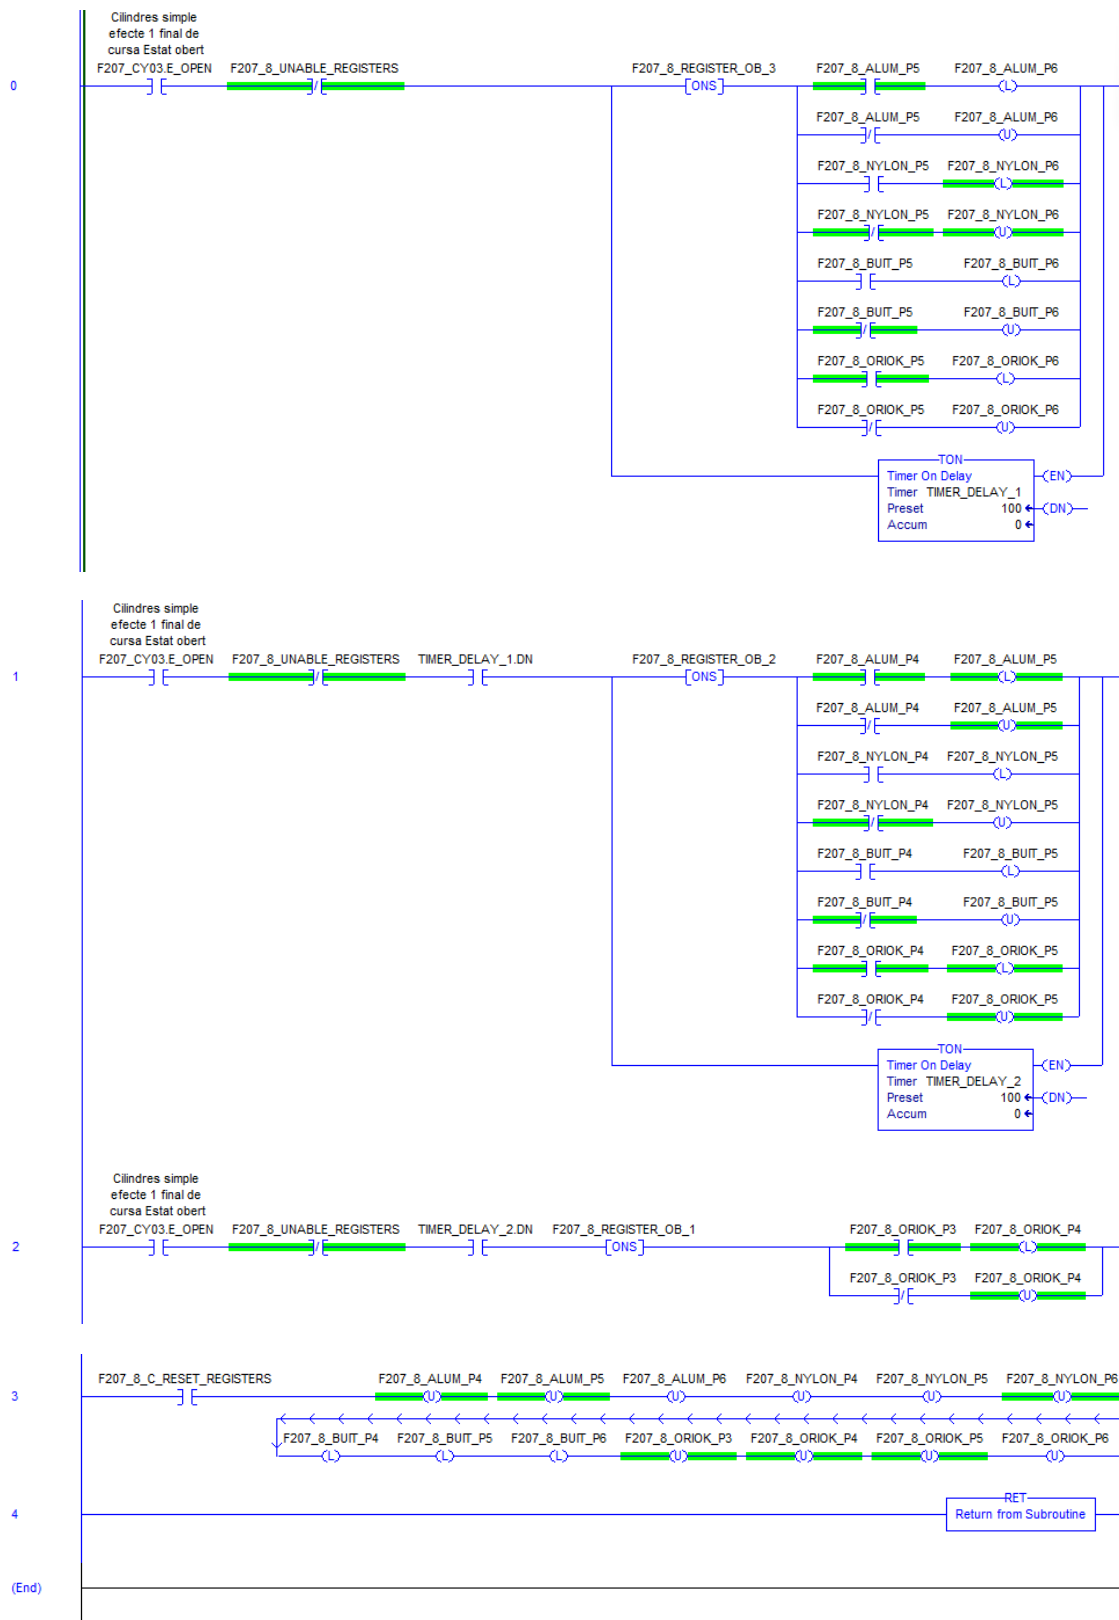 Cilindres simple
efecte 1 final de
cursa Estat obert
F207_CY03.E_OPEN F207_8_UNABLE_REGISTERS F207_8_REGISTER_OB_3 F207_8_ALUM_P5 F207_8_ALUM_P6
0 ONS L
F207_8_ALUM_P5 F207_8_ALUM_P6
U
F207_8_NYLON_P5 F207_8_NYLON_P6
L
F207_8_NYLON_P5 F207_8_NYLON_P6
U
F207_8_BUIT_P5 F207_8_BUIT_P6
L
F207_8_BUIT_P5 F207_8_BUIT_P6
U
F207_8_ORIOK_P5 F207_8_ORIOK_P6
L
F207_8_ORIOK_P5 F207_8_ORIOK_P6
U
TON
Timer On Delay EN
Timer TIMER_DELAY_1
Preset 100 DN
Accum 0
Cilindres simple
efecte 1 final de
cursa Estat obert
F207_CY03.E_OPEN F207_8_UNABLE_REGISTERS TIMER_DELAY_1.DN F207_8_REGISTER_OB_2 F207_8_ALUM_P4 F207_8_ALUM_P5
1 ONS L
F207_8_ALUM_P4 F207_8_ALUM_P5
U
F207_8_NYLON_P4 F207_8_NYLON_P5
L
F207_8_NYLON_P4 F207_8_NYLON_P5
U
F207_8_BUIT_P4 F207_8_BUIT_P5
L
F207_8_BUIT_P4 F207_8_BUIT_P5
U
F207_8_ORIOK_P4 F207_8_ORIOK_P5
L
F207_8_ORIOK_P4 F207_8_ORIOK_P5
U
TON
Timer On Delay EN
Timer TIMER_DELAY_2
Preset 100 DN
Accum 0
Cilindres simple
efecte 1 final de
cursa Estat obert
F207_CY03.E_OPEN F207_8_UNABLE_REGISTERS TIMER_DELAY_2.DN F207_8_REGISTER_OB_1 F207_8_ORIOK_P3 F207_8_ORIOK_P4
2 ONS L
F207_8_ORIOK_P3 F207_8_ORIOK_P4
U
F207_8_C_RESET_REGISTERS F207_8_ALUM_P4 F207_8_ALUM_P5 F207_8_ALUM_P6 F207_8_NYLON_P4 F207_8_NYLON_P5 F207_8_NYLON_P6
3 U U U U U U
F207_8_BUIT_P4 F207_8_BUIT_P5 F207_8_BUIT_P6 F207_8_ORIOK_P3 F207_8_ORIOK_P4 F207_8_ORIOK_P5 F207_8_ORIOK_P6
L L L U U U U
RET
4 Return from Subroutine
(End)